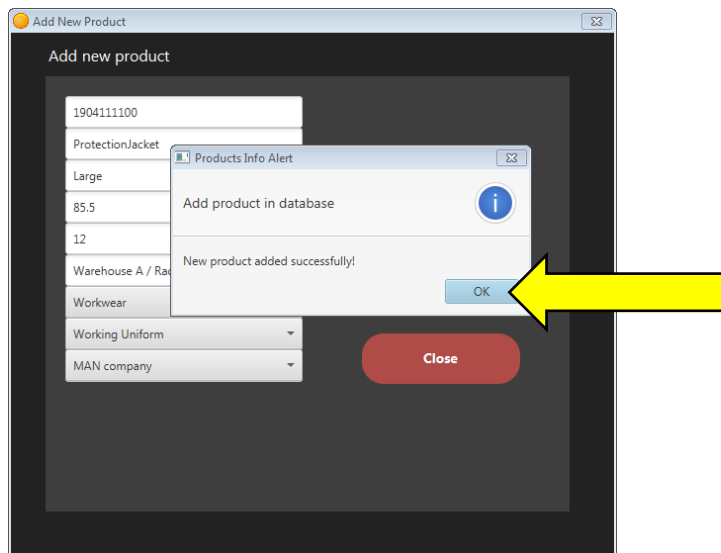 Add New Product
Add new product
1904111100
ProtectionJacket
Large
85.5
12
Warehouse A /
Workwear
Working Uniform
MAN company
Products Info Alert
Add product in database
New product added successfully!
OK
Close